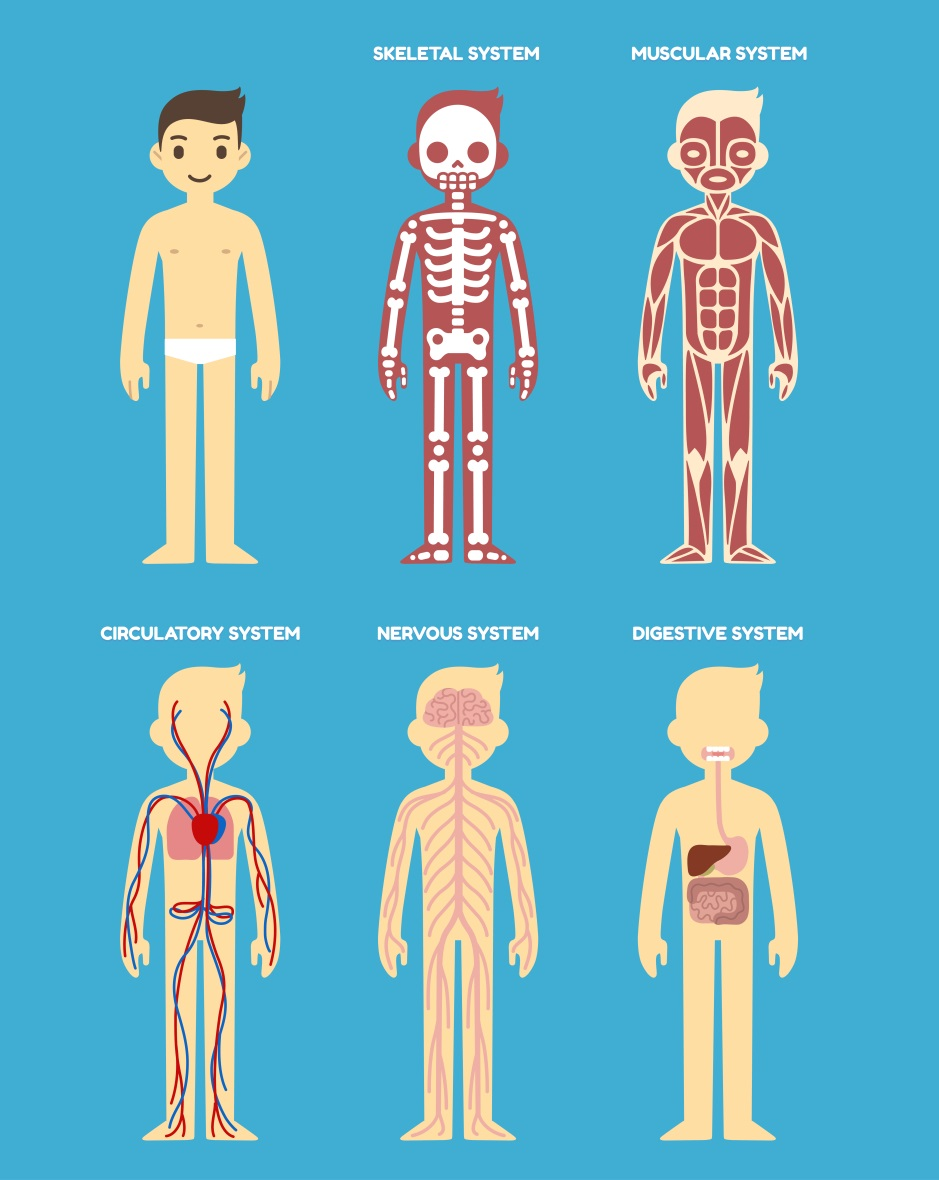 SKELETAL SYSTEM
MUSCULAR SYSTEM
CIRCULATORY SYSTEM
NERVOUS SYSTEM
DIGESTIVE SYSTEM